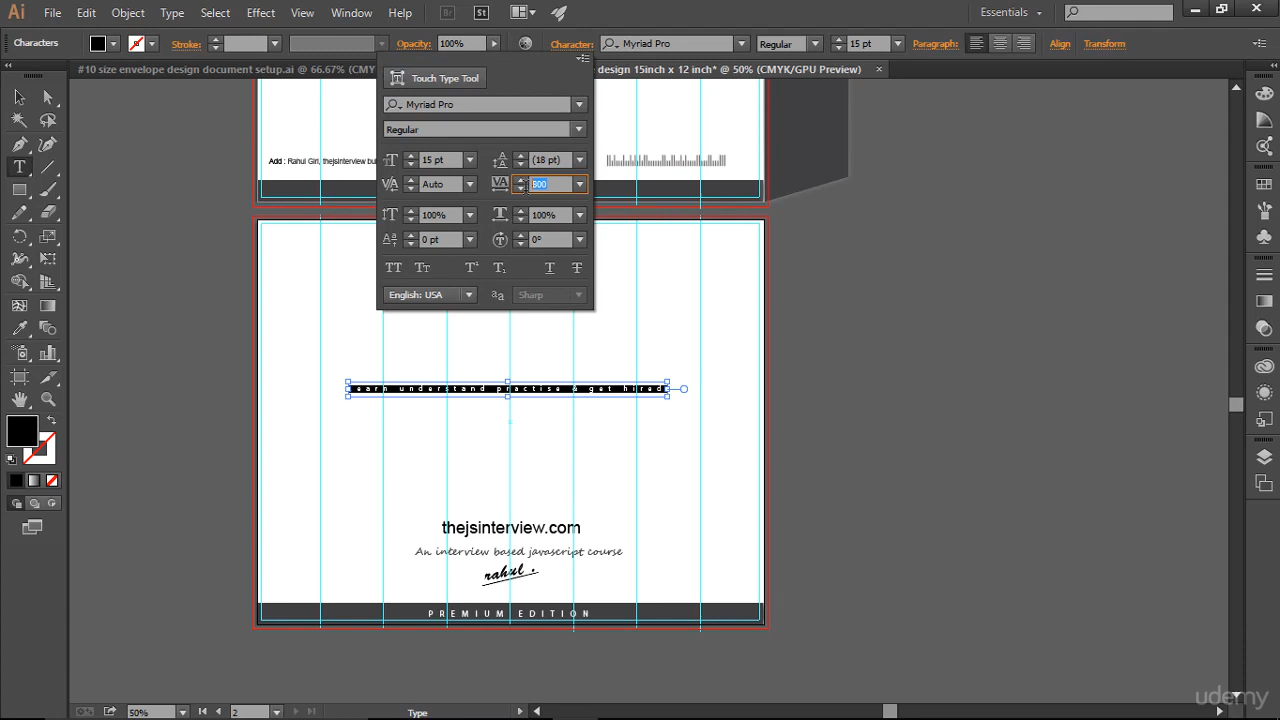 Ai File Edit Object Type Select Effect View Window Help Br St Essentials
Characters Stroke: Opacity: 100% Character: Myriad Pro Regular 15 pt Paragraph: Align Transform
#10 size envelope design document setup.ai @ 66.67% (CMY design 15inch x 12 inch* @ 50% (CMYK/GPU Preview)
Touch Type Tool
Myriad Pro
Regular
15 pt (18 pt)
Auto 800
100% 100%
0 pt 0°
English: USA Sharp
Add : Rahul Giri, thejsinterview bui
learn understand practise & get hired
thejsinterview.com
An interview based javascript course
rahul .
PREMIUM EDITION
50% 2 Type
udemy